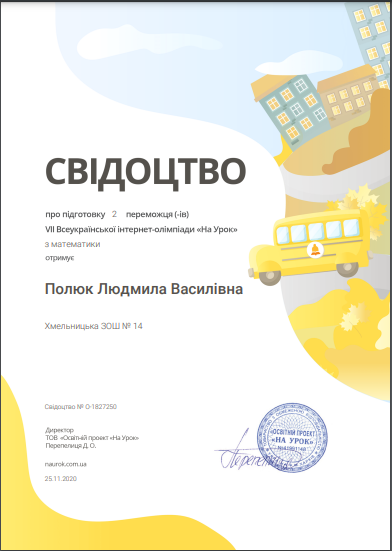 СВІДОЦТВО
про підготовку 2 переможця (-ів)
VII Всеукраїнської інтернет-олімпіади «На Урок»
з математики
отримує
Полюк Людмила Василівна
Хмельницька ЗОШ № 14
Свідоцтво № О-1827250
Директор
ТОВ «Освітній проект «На Урок»
Перепелиця Д. О.
naurok.com.ua
25.11.2020
«ОСВІТНІЙ ПРОЕКТ
«НА УРОК»